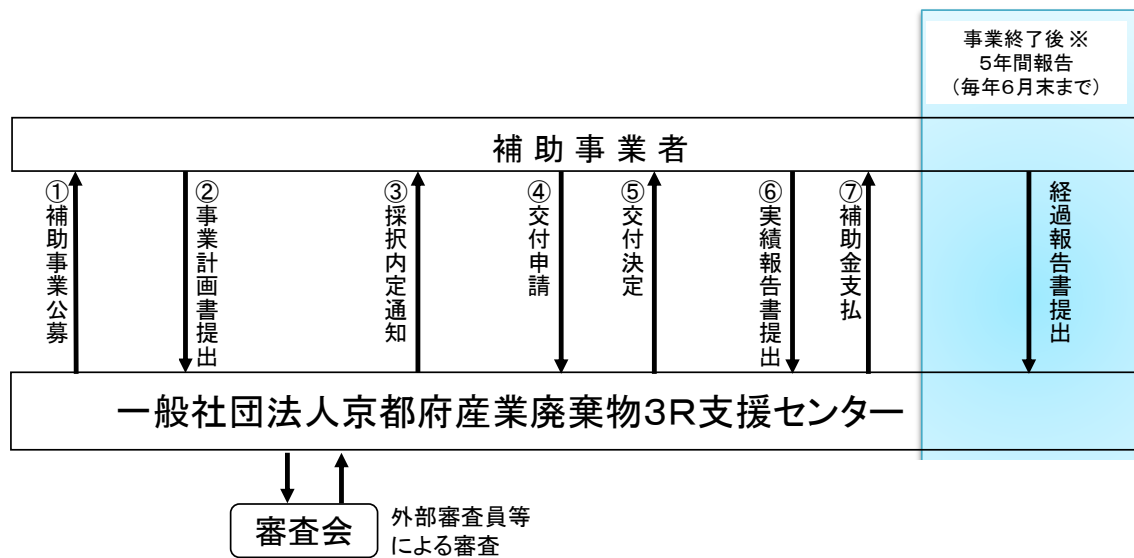 事業終了後※
5年間報告
(毎年6月末まで)
補助事業者
①補助事業公募
②事業計画書提出
③採択内定通知
④交付申請
⑤交付決定
⑥実績報告書提出
⑦補助金支払
経過報告書提出
一般社団法人京都府産業廃棄物3R支援センター
審査会
外部審査員等
による審査